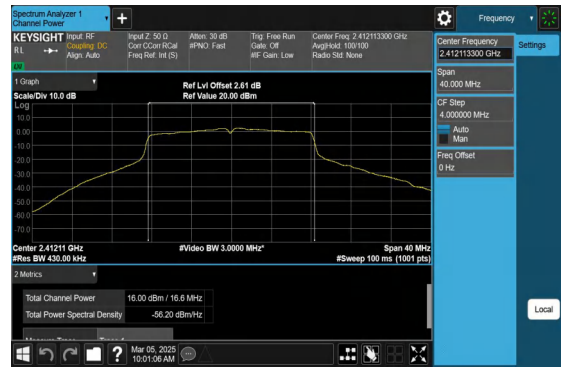 Spectrum Analyzer 1
Channel Power
+
Frequency
KEYSIGHT
RL
Input: RF
Coupling: DC
Align: Auto
Input Z: 50 Ω
Corr CCorr RCal
Freq Ref: Int (S)
Atten: 30 dB
#PNO: Fast
Trig: Free Run
Gate: Off
#IF Gain: Low
Center Freq: 2.412113300 GHz
Avg|Hold: 100/100
Radio Std: None
Center Frequency
2.412113300 GHz
Settings
Span
40.000 MHz
CF Step
4.000000 MHz
Auto
Man
Freq Offset
0 Hz
1 Graph
Scale/Div 10.0 dB
Ref Lvl Offset 2.61 dB
Ref Value 20.00 dBm
Log
10.0
0.00
-10.0
-20.0
-30.0
-40.0
-50.0
-60.0
-70.0
Center 2.41211 GHz
#Video BW 3.0000 MHz*
Span 40 MHz
#Res BW 430.00 kHz
#Sweep 100 ms (1001 pts)
2 Metrics
Total Channel Power 16.00 dBm / 16.6 MHz
Total Power Spectral Density -56.20 dBm/Hz
Local
?
Mar 05, 2025
10:01:06 AM